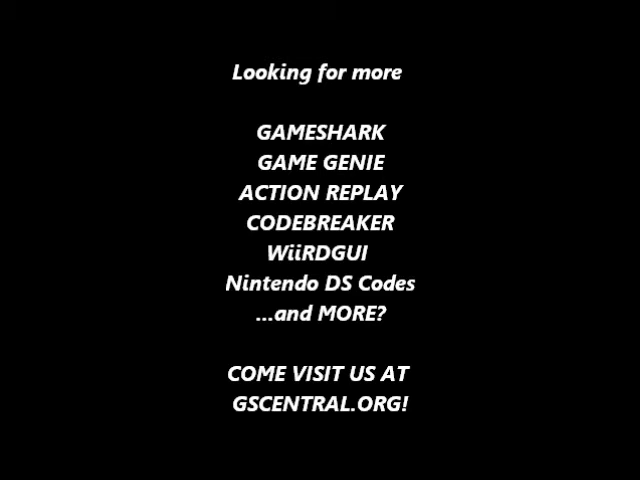 Looking for more
GAMESHARK
GAME GENIE
ACTION REPLAY
CODEBREAKER
WiiRDGUI
Nintendo DS Codes
...and MORE?
COME VISIT US AT
GSCENTRAL.ORG!